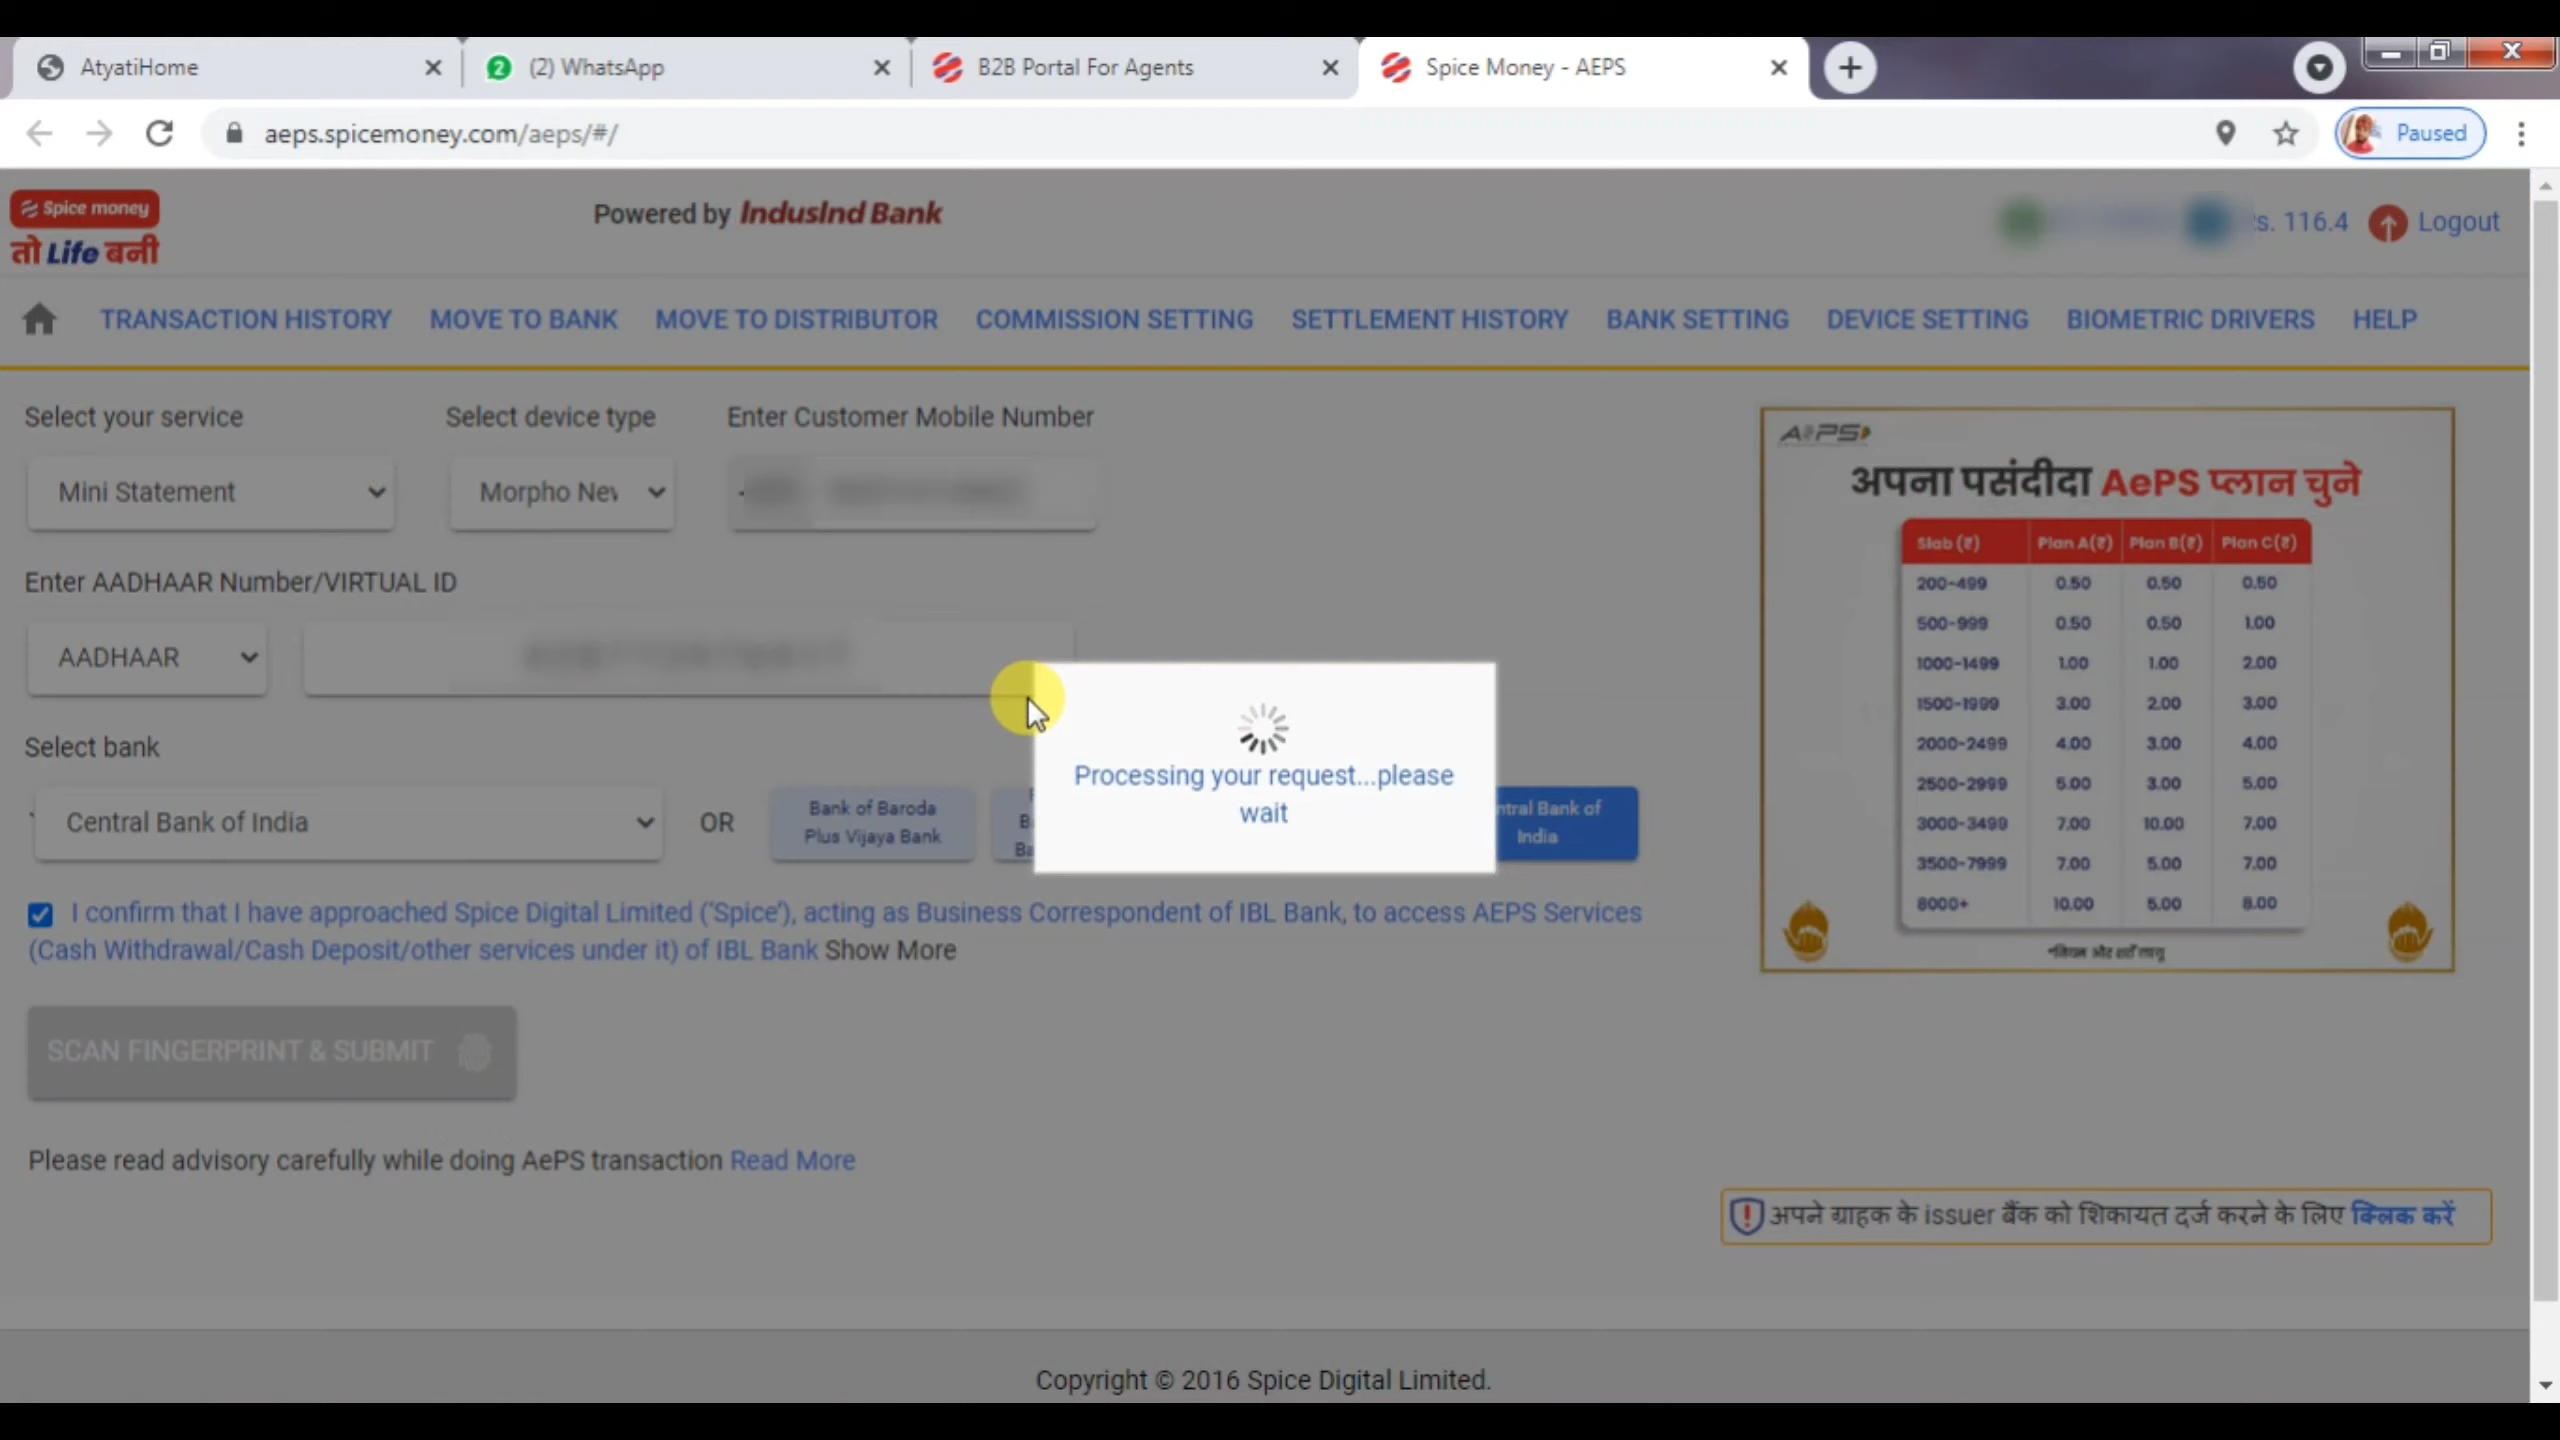 AtyatiHome
(2) WhatsApp
B2B Portal For Agents
Spice Money - AEPS
aeps.spicemoney.com/aeps/#/
Paused
Spice money
तो Life बनी
Powered by IndusInd Bank
s. 116.4
Logout
TRANSACTION HISTORY
MOVE TO BANK
MOVE TO DISTRIBUTOR
COMMISSION SETTING
SETTLEMENT HISTORY
BANK SETTING
DEVICE SETTING
BIOMETRIC DRIVERS
HELP
Select your service
Select device type
Enter Customer Mobile Number
Mini Statement
Morpho Nev
Enter AADHAAR Number/VIRTUAL ID
AADHAAR
Select bank
Central Bank of India
OR
Bank of Baroda
Plus Vijaya Bank
ntral Bank of
India
Processing your request...please
wait
I confirm that I have approached Spice Digital Limited ('Spice'), acting as Business Correspondent of IBL Bank, to access AEPS Services
(Cash Withdrawal/Cash Deposit/other services under it) of IBL Bank Show More
SCAN FINGERPRINT & SUBMIT
Please read advisory carefully while doing AePS transaction Read More
AePS
अपना पसंदीदा AePS प्लान चुने
Slab (₹) Plan A(₹) Plan B(₹) Plan C(₹)
200-499 0.50 0.50 0.50
500-999 0.50 0.50 1.00
1000-1499 1.00 1.00 2.00
1500-1999 3.00 2.00 3.00
2000-2499 4.00 3.00 4.00
2500-2999 5.00 3.00 5.00
3000-3499 7.00 10.00 7.00
3500-7999 7.00 5.00 7.00
8000+ 10.00 5.00 8.00
*नियम और शर्तें लागू
अपने ग्राहक के issuer बैंक को शिकायत दर्ज करने के लिए क्लिक करें
Copyright © 2016 Spice Digital Limited.